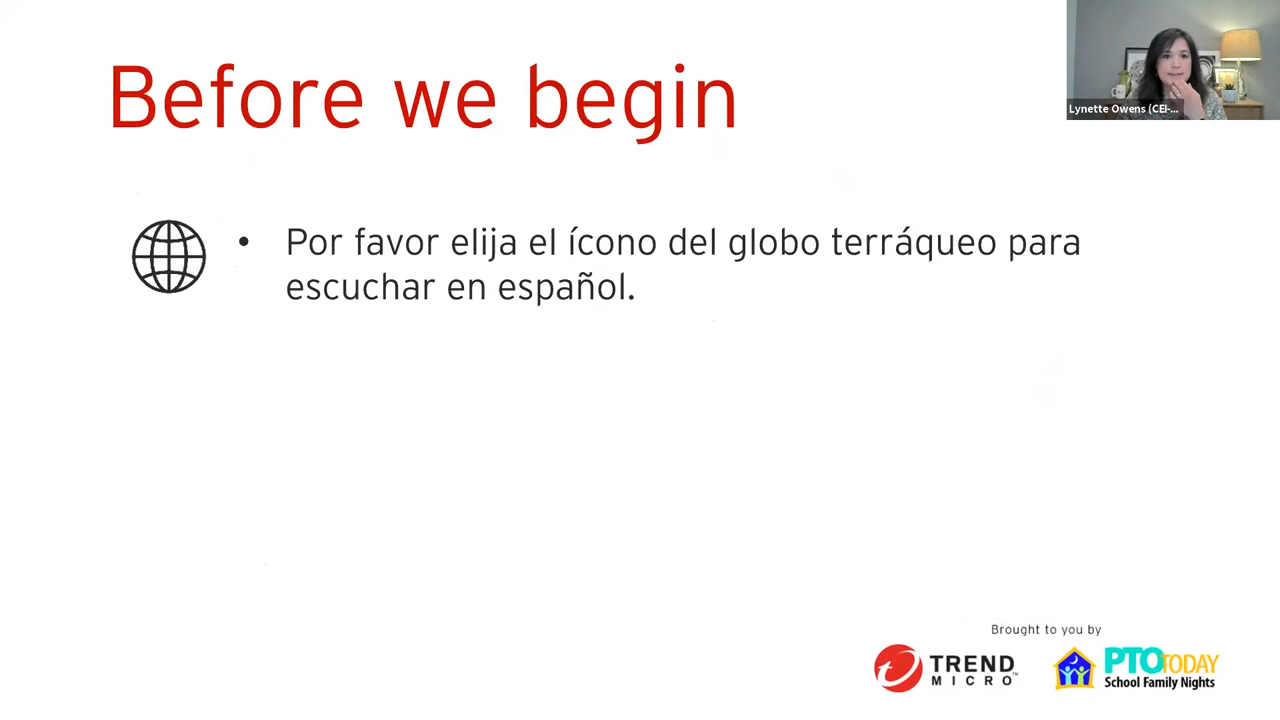 Before we begin
Lynette Owens (CEI-...
• Por favor elija el ícono del globo terráqueo para
escuchar en español.
Brought to you by
TREND
MICRO™
PTO TODAY
School Family Nights